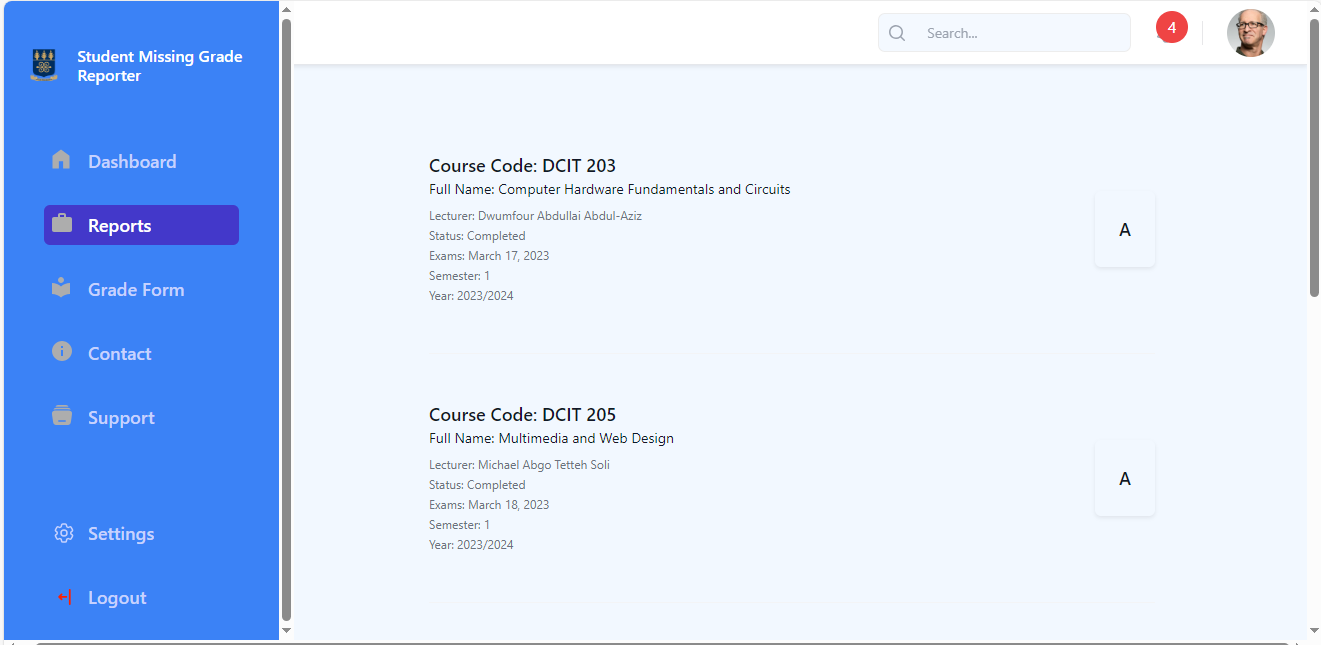 Student Missing Grade
Reporter
Dashboard
Reports
Grade Form
Contact
Support
Settings
Logout
Search...
4
Course Code: DCIT 203
Full Name: Computer Hardware Fundamentals and Circuits
Lecturer: Dwumfour Abdullai Abdul-Aziz
Status: Completed
Exams: March 17, 2023
Semester: 1
Year: 2023/2024
A
Course Code: DCIT 205
Full Name: Multimedia and Web Design
Lecturer: Michael Abgo Tetteh Soli
Status: Completed
Exams: March 18, 2023
Semester: 1
Year: 2023/2024
A